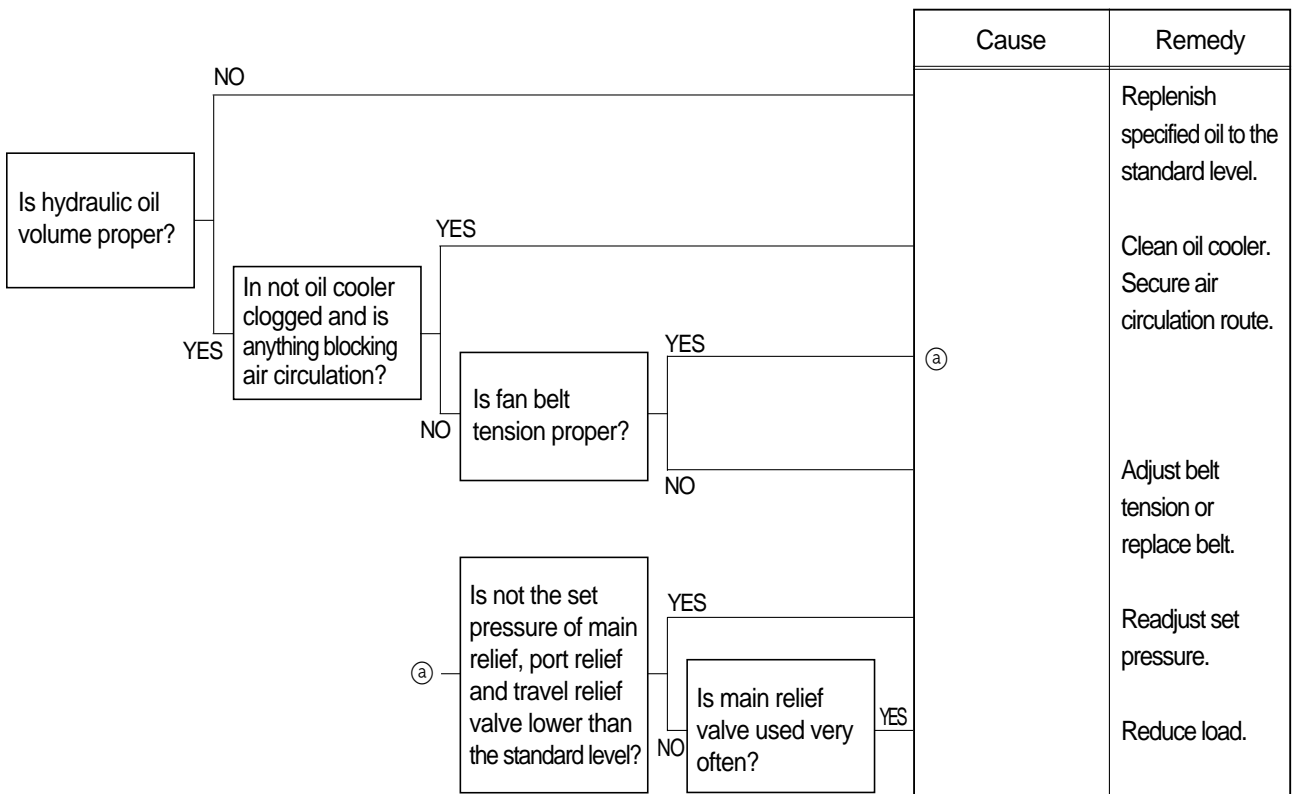 Cause
Remedy
NO
Replenish
specified oil to the
standard level.
Is hydraulic oil
volume proper?
YES
Clean oil cooler.
Secure air
circulation route.
In not oil cooler
clogged and is
anything blocking
air circulation?
YES
YES
ⓐ
Is fan belt
tension proper?
NO
NO
Adjust belt
tension or
replace belt.
Is not the set
pressure of main
relief, port relief
and travel relief
valve lower than
the standard level?
YES
Readjust set
pressure.
ⓐ
Is main relief
valve used very
often?
NO
YES
Reduce load.